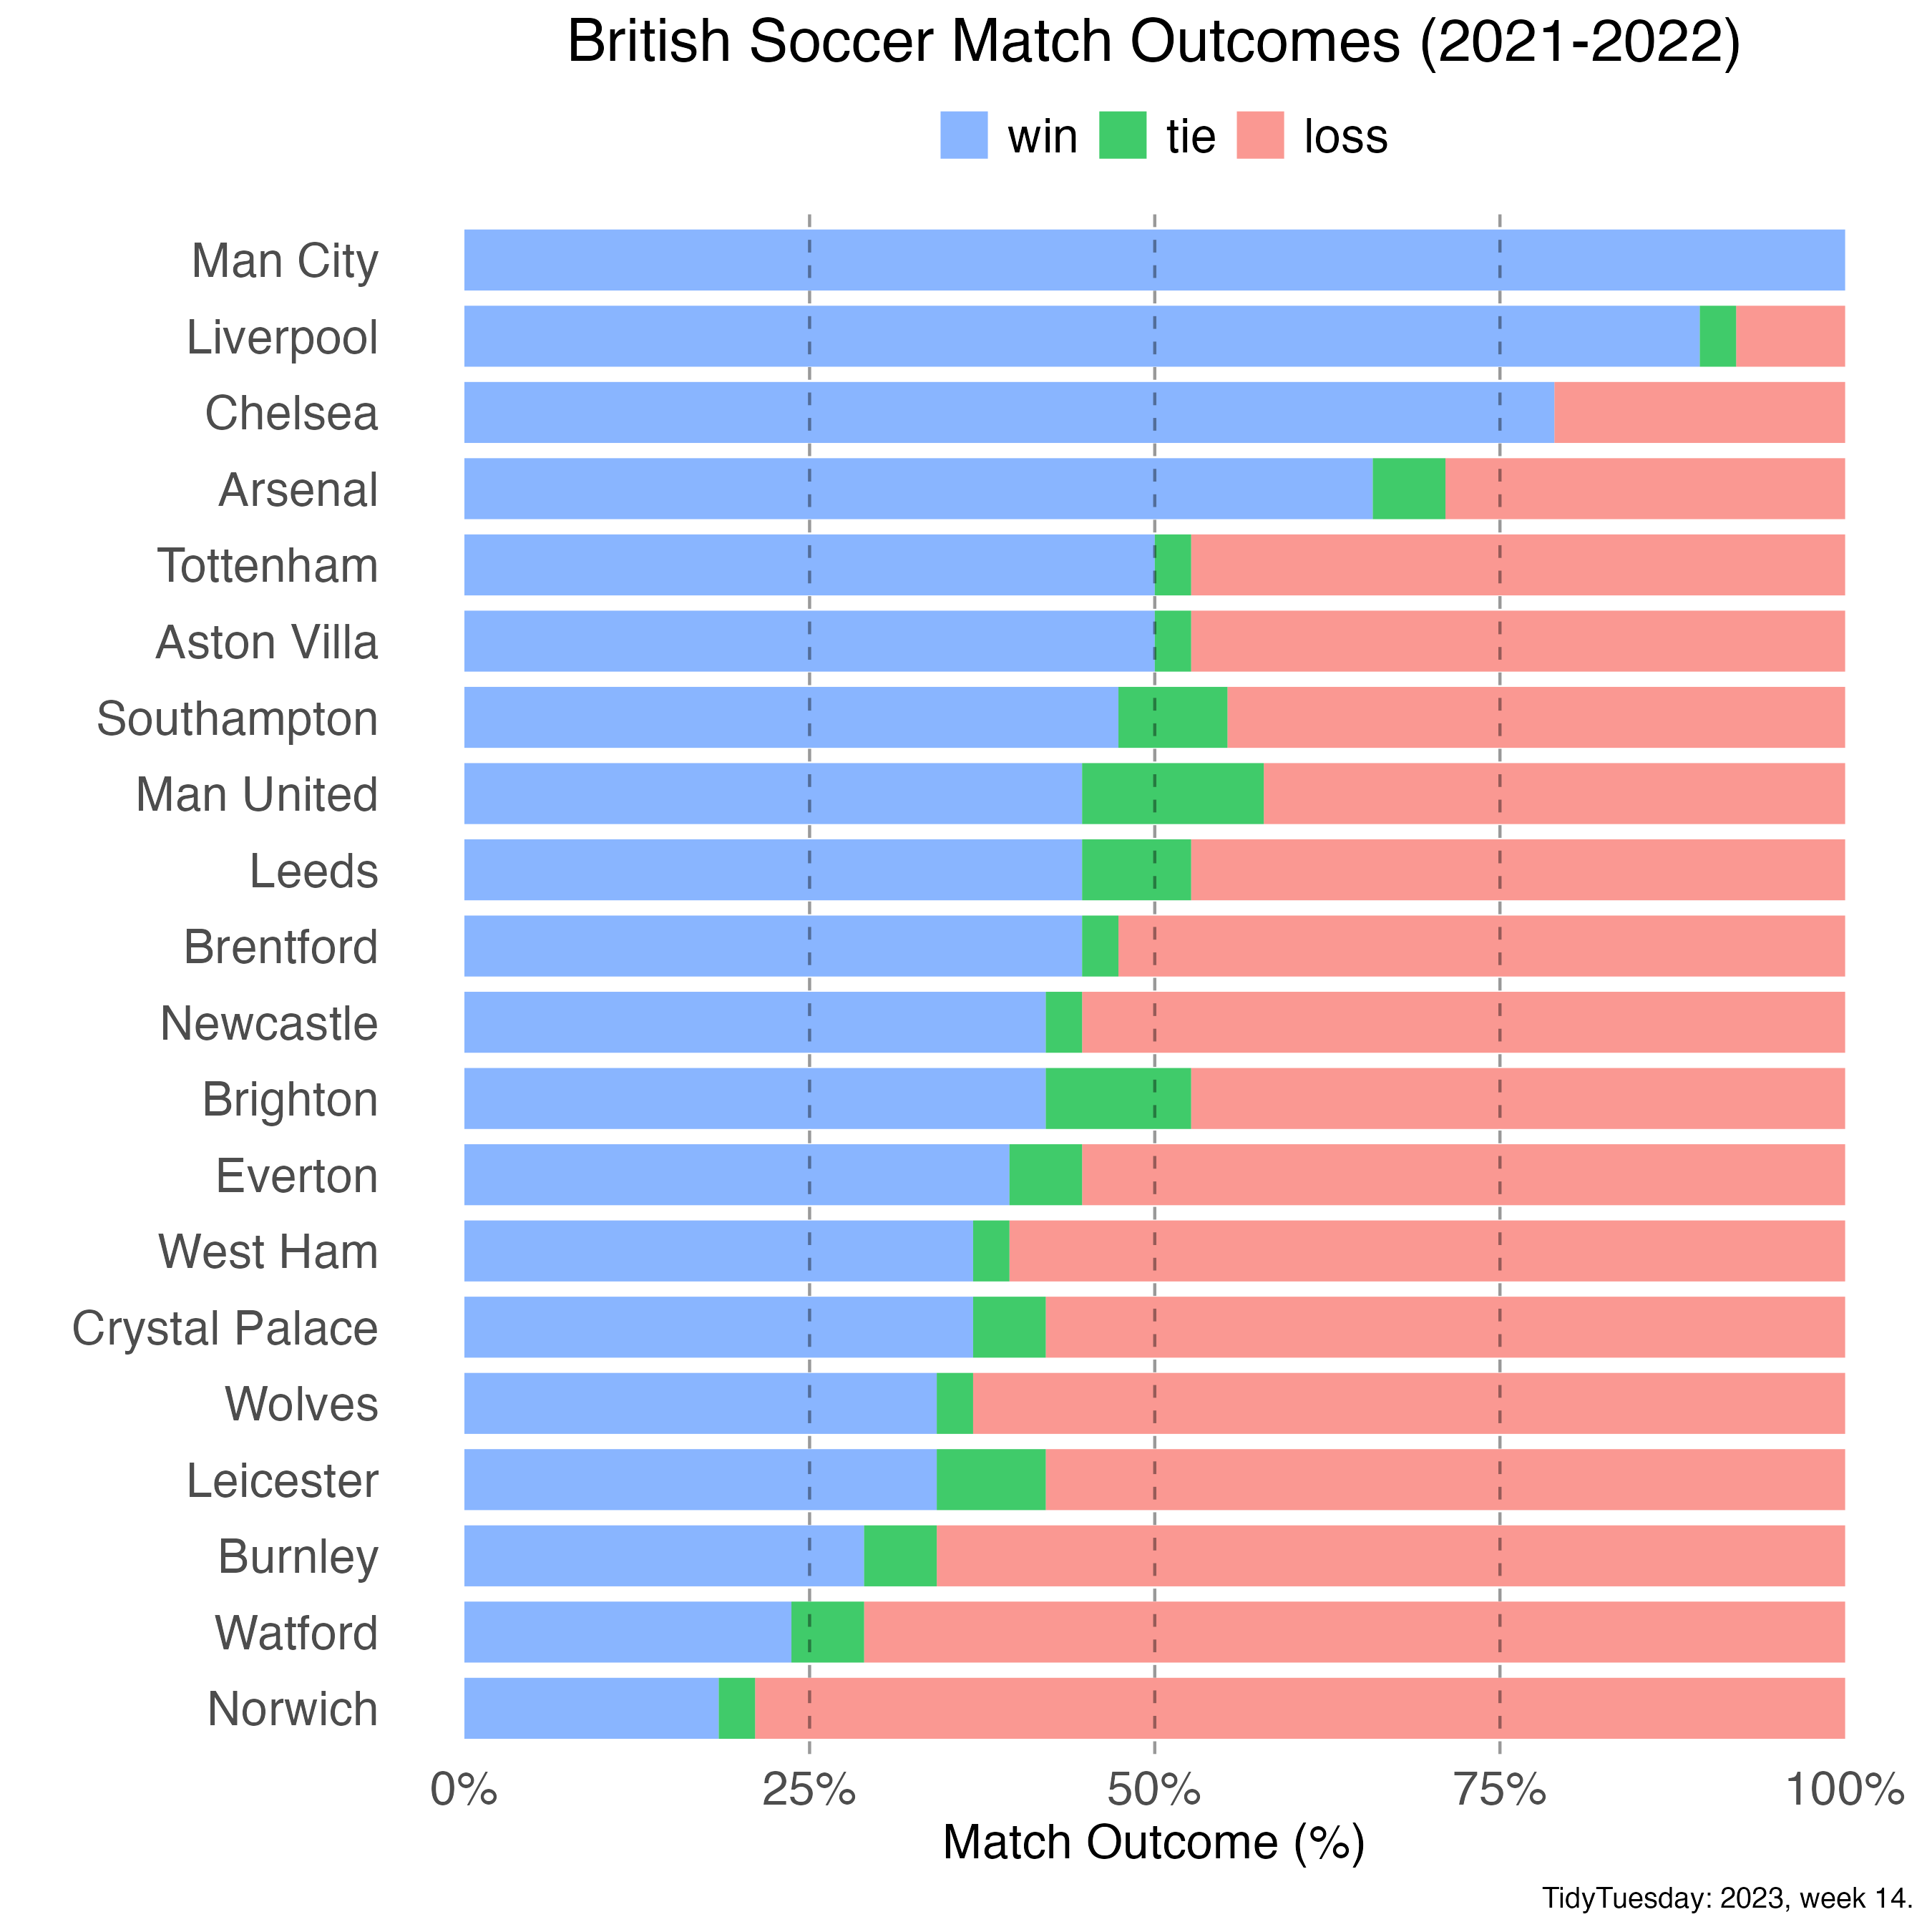 British Soccer Match Outcomes (2021-2022)
win tie loss
Man City
Liverpool
Chelsea
Arsenal
Tottenham
Aston Villa
Southampton
Man United
Leeds
Brentford
Newcastle
Brighton
Everton
West Ham
Crystal Palace
Wolves
Leicester
Burnley
Watford
Norwich
0% 25% 50% 75% 100%
Match Outcome (%)
TidyTuesday: 2023, week 14.